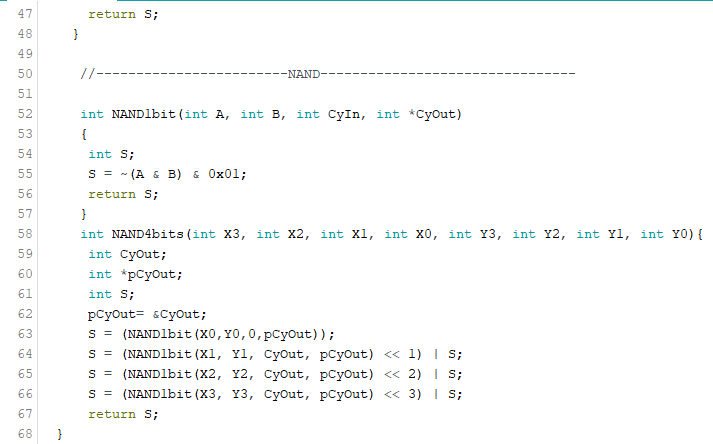 47 return S;
48 }
49
50 //------------------------NAND--------------------------------
51
52 int NAND1bit(int A, int B, int CyIn, int *CyOut)
53 {
54 int S;
55 S = ~(A & B) & 0x01;
56 return S;
57 }
58 int NAND4bits(int X3, int X2, int X1, int X0, int Y3, int Y2, int Y1, int Y0){
59 int CyOut;
60 int *pCyOut;
61 int S;
62 pCyOut= &CyOut;
63 S = (NAND1bit(X0,Y0,0,pCyOut));
64 S = (NAND1bit(X1, Y1, CyOut, pCyOut) << 1) | S;
65 S = (NAND1bit(X2, Y2, CyOut, pCyOut) << 2) | S;
66 S = (NAND1bit(X3, Y3, CyOut, pCyOut) << 3) | S;
67 return S;
68 }